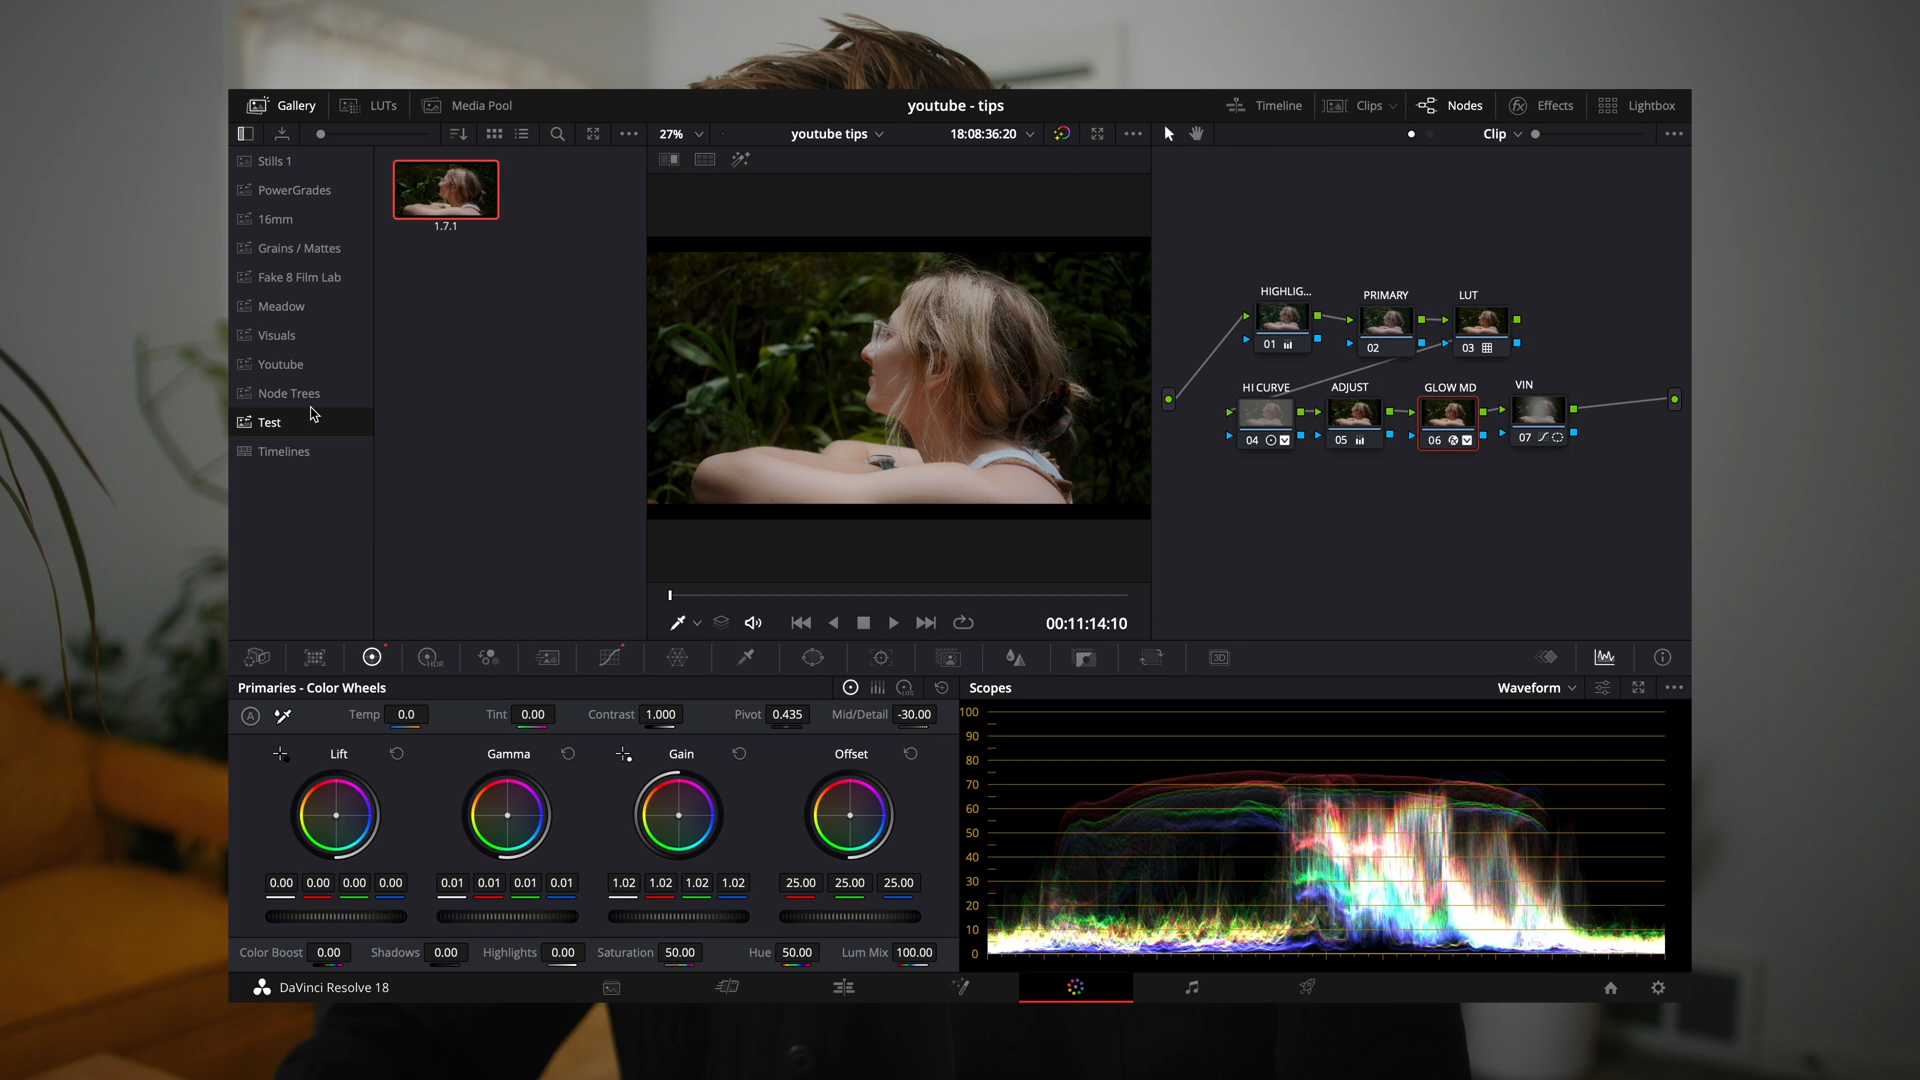 Gallery LUTs Media Pool youtube - tips Timeline Clips Nodes fx Effects Lightbox
27% youtube tips 18:08:36:20 Clip
Stills 1
PowerGrades
16mm
Grains / Mattes
Fake 8 Film Lab
Meadow
Visuals
Youtube
Node Trees
Test
Timelines
1.7.1
HIGHLIG... PRIMARY LUT
01 02 03
HI CURVE ADJUST GLOW MD VIN
04 05 06 07
00:11:14:10
HDR 3D
Primaries - Color Wheels LOG
A Temp 0.0 Tint 0.00 Contrast 1.000 Pivot 0.435 Mid/Detail -30.00
Lift Gamma Gain Offset
0.00 0.00 0.00 0.00 0.01 0.01 0.01 0.01 1.02 1.02 1.02 1.02 25.00 25.00 25.00
Color Boost 0.00 Shadows 0.00 Highlights 0.00 Saturation 50.00 Hue 50.00 Lum Mix 100.00
Scopes Waveform
100
90
80
70
60
50
40
30
20
10
0
DaVinci Resolve 18